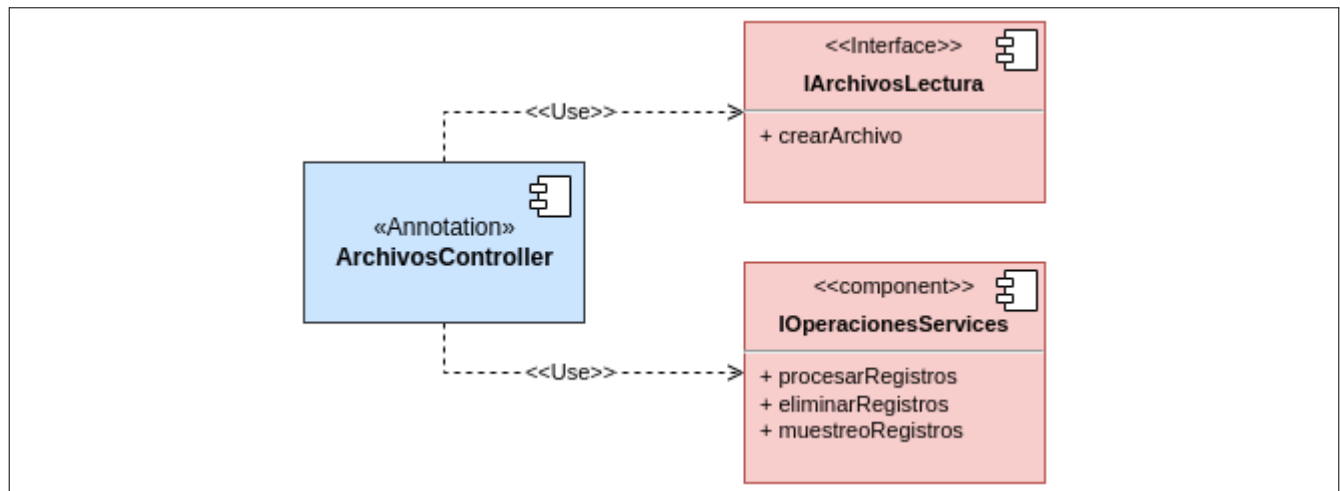 <<Interface>>
IArchivosLectura
+ crearArchivo
<<Use>>
«Annotation»
ArchivosController
<<Use>>
<<component>>
IOperacionesServices
+ procesarRegistros
+ eliminarRegistros
+ muestreoRegistros